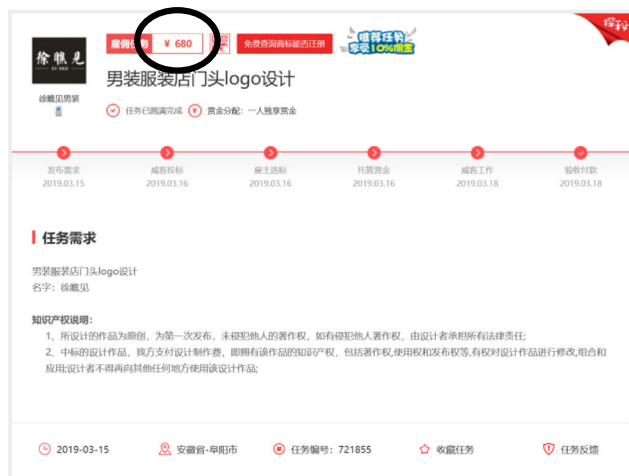 徐瞧见
徐瞧见男装
雇佣任务 ¥ 680 免费查询商标能否注册 推荐任务 享受10%佣金
探秘
男装服装店门头logo设计
任务已圆满完成 赏金分配：一人独享赏金
发布需求 威客投标 雇主选标 托管赏金 威客工作 验收付款
2019.03.15 2019.03.16 2019.03.16 2019.03.16 2019.03.18 2019.03.18
任务需求
男装服装店门头logo设计
名字：徐瞧见
知识产权说明：
1、所设计的作品为原创，为第一次发布，未侵犯他人的著作权，如有侵犯他人著作权，由设计者承担所有法律责任;
2、中标的设计作品，我方支付设计制作费，即拥有该作品的知识产权，包括著作权,使用权和发布权等,有权对设计作品进行修改,组合和
应用;设计者不得再向其他任何地方使用该设计作品;
2019-03-15 安徽省-阜阳市 任务编号：721855 收藏任务 任务反馈